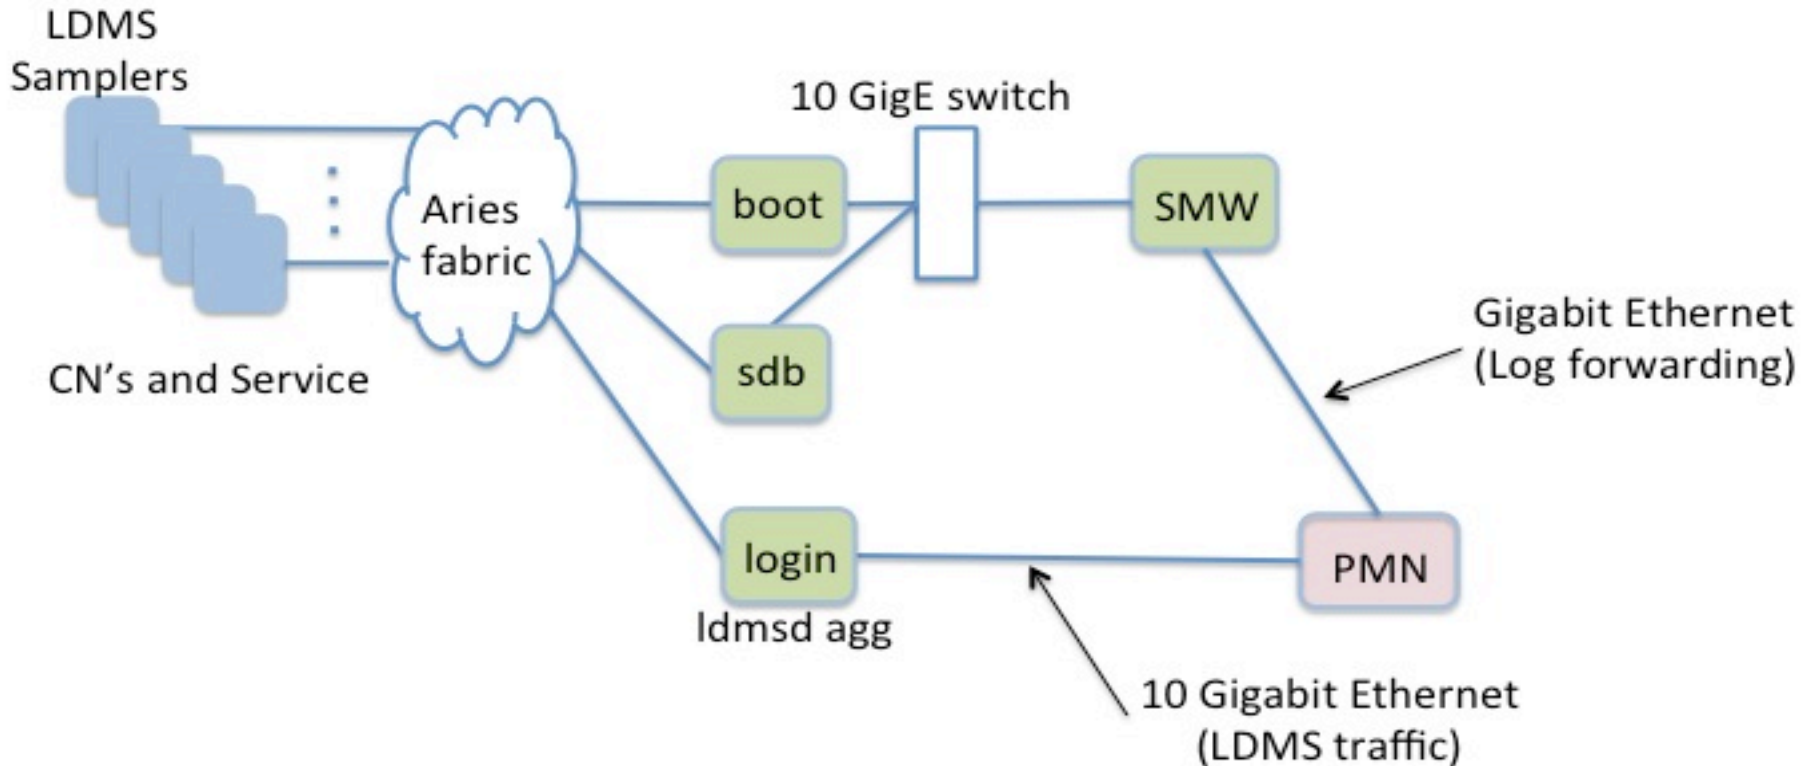 LDMS
Samplers
10 GigE switch
boot
SMW
Aries
fabric
Gigabit Ethernet
(Log forwarding)
CN’s and Service
sdb
login
PMN
ldmsd agg
10 Gigabit Ethernet
(LDMS traffic)